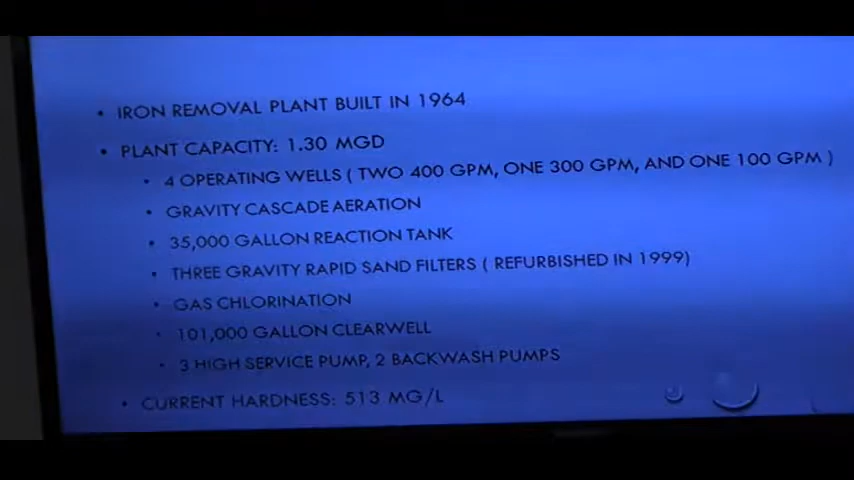 • IRON REMOVAL PLANT BUILT IN 1964
• PLANT CAPACITY: 1.30 MGD
• 4 OPERATING WELLS ( TWO 400 GPM, ONE 300 GPM, AND ONE 100 GPM )
• GRAVITY CASCADE AERATION
• 35,000 GALLON REACTION TANK
• THREE GRAVITY RAPID SAND FILTERS ( REFURBISHED IN 1999)
• GAS CHLORINATION
• 101,000 GALLON CLEARWELL
• 3 HIGH SERVICE PUMP, 2 BACKWASH PUMPS
• CURRENT HARDNESS: 513 MG/L